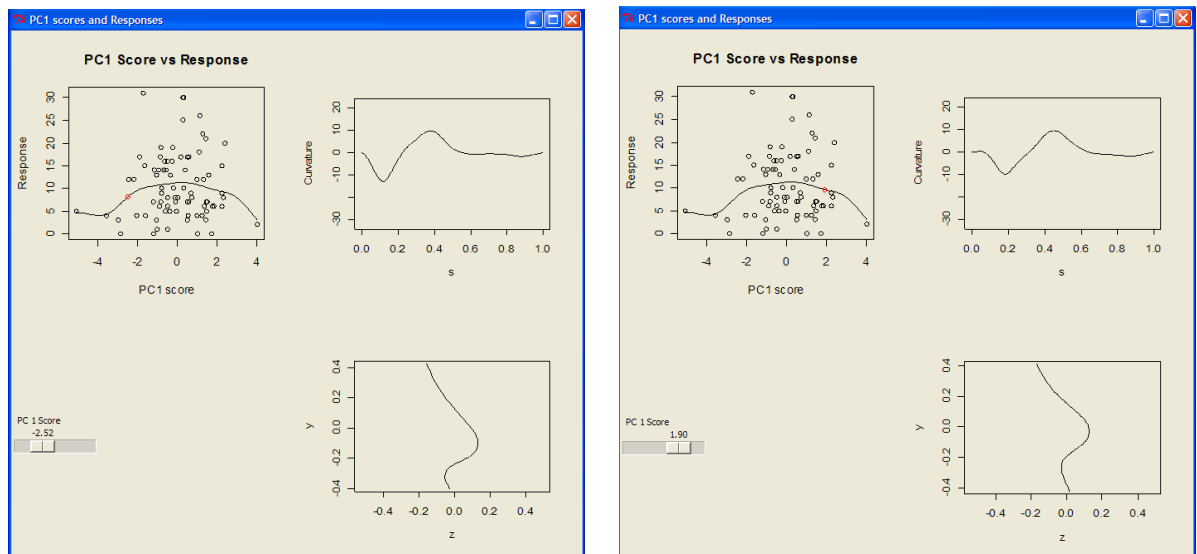 PC1 scores and Responses
PC1 Score vs Response
Response
30
25
20
15
10
5
0
-4 -2 0 2 4
PC1 score
Curvature
20
0
-10
-30
0.0 0.2 0.4 0.6 0.8 1.0
s
y
0.4
0.2
0.0
-0.2
-0.4
-0.4 -0.2 0.0 0.2 0.4
z
PC 1 Score
-2.52
PC1 scores and Responses
PC1 Score vs Response
Response
30
25
20
15
10
5
0
-4 -2 0 2 4
PC1 score
Curvature
20
0
-10
-30
0.0 0.2 0.4 0.6 0.8 1.0
s
y
0.4
0.2
0.0
-0.2
-0.4
-0.4 -0.2 0.0 0.2 0.4
z
PC 1 Score
1.90